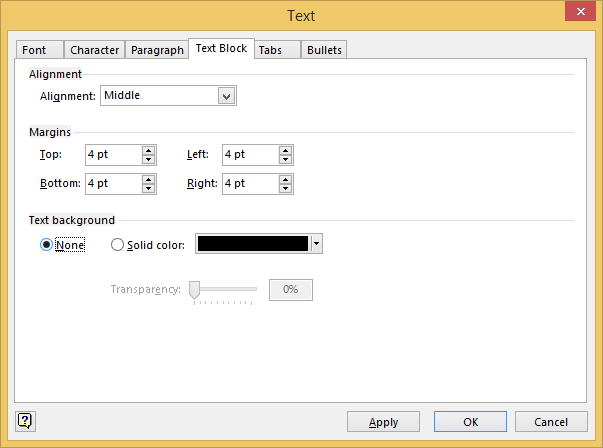 Text
Font Character Paragraph Text Block Tabs Bullets
Alignment
Alignment: Middle
Margins
Top: 4 pt Left: 4 pt
Bottom: 4 pt Right: 4 pt
Text background
None Solid color:
Transparency: 0%
? Apply OK Cancel